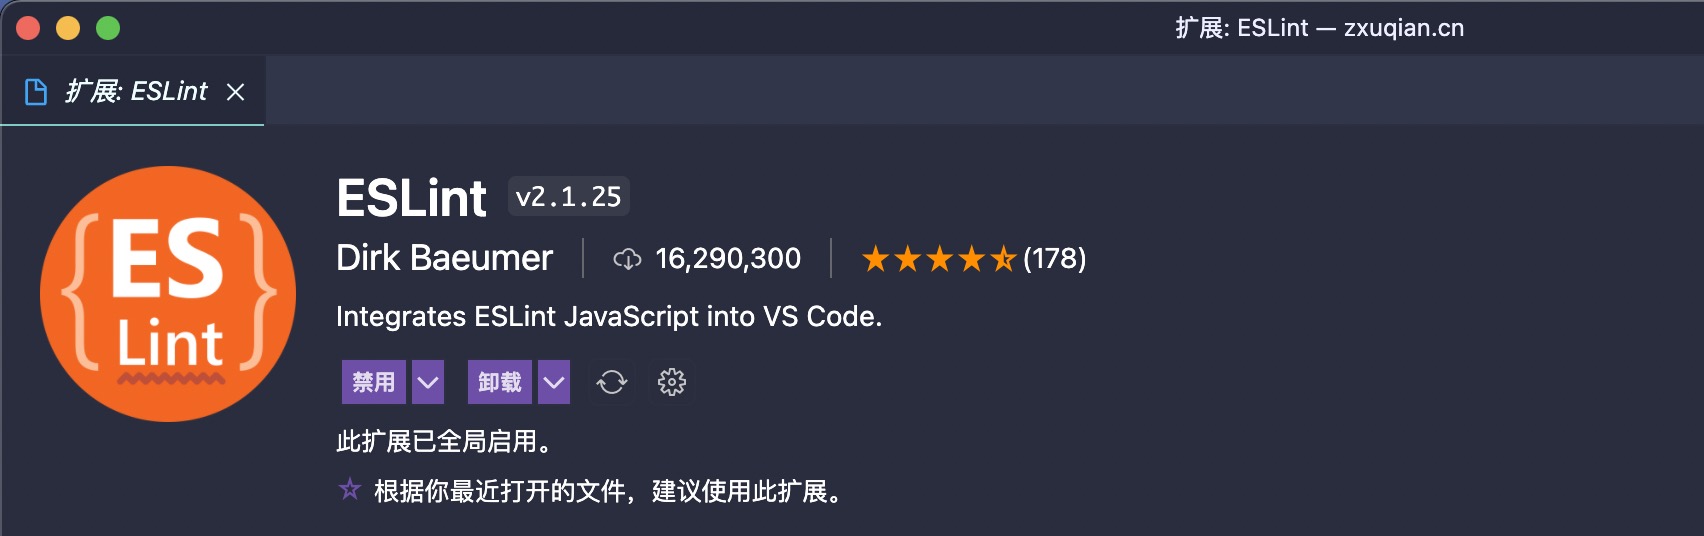 扩展: ESLint — zxuqian.cn
扩展: ESLint
ES
Lint
ESLint v2.1.25
Dirk Baeumer 16,290,300 (178)
Integrates ESLint JavaScript into VS Code.
禁用 卸载
此扩展已全局启用。
根据你最近打开的文件，建议使用此扩展。